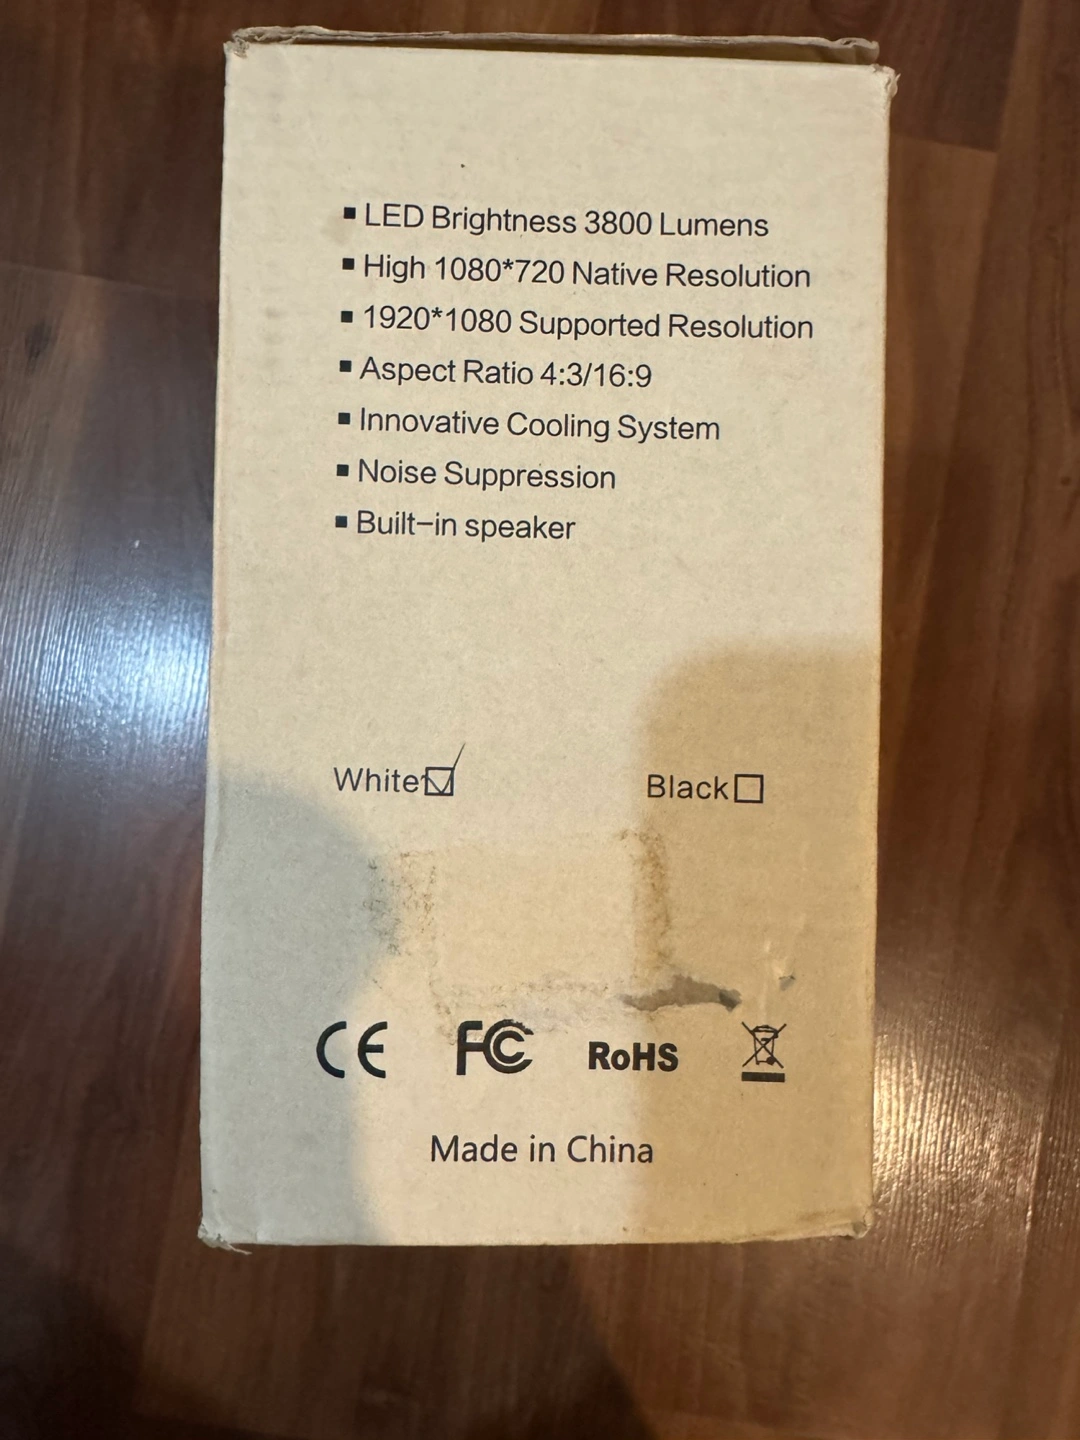 ▪ LED Brightness 3800 Lumens
▪ High 1080*720 Native Resolution
▪ 1920*1080 Supported Resolution
▪ Aspect Ratio 4:3/16:9
▪ Innovative Cooling System
▪ Noise Suppression
▪ Built-in speaker
White☑ Black☐
CE FC RoHS
Made in China